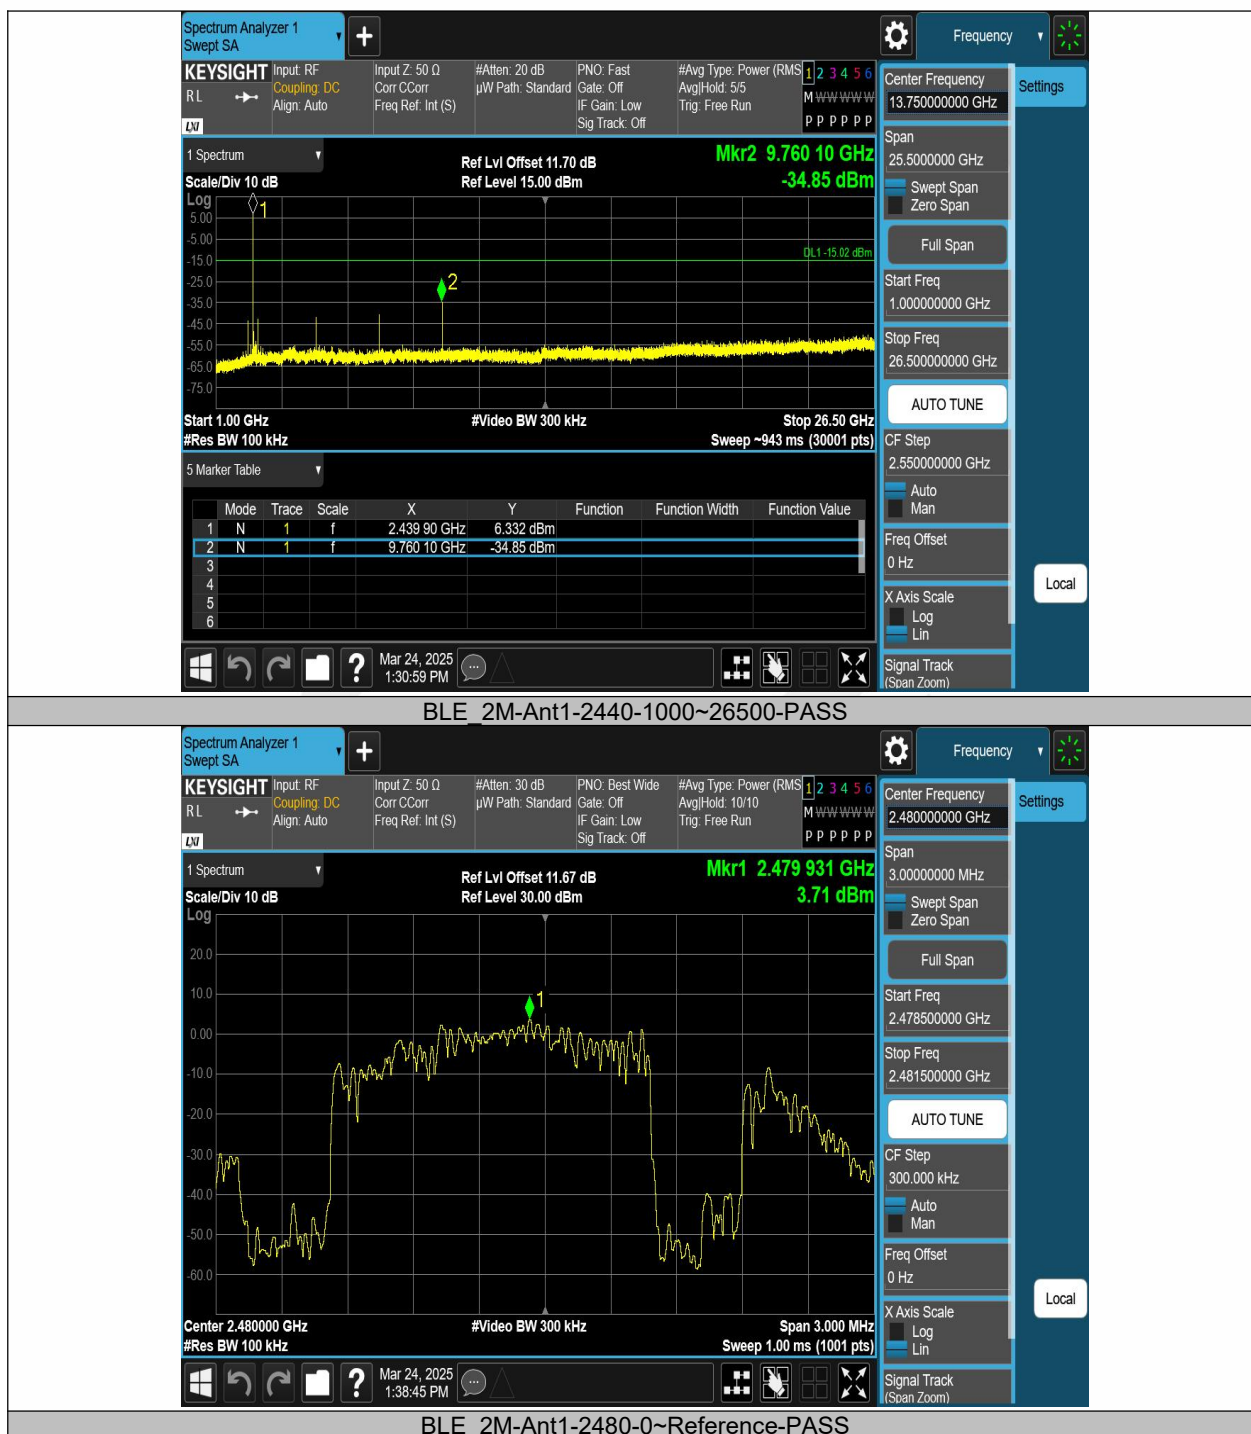 Spectrum Analyzer 1
Swept SA
Frequency
KEYSIGHT
RL
LXI
Input: RF
Coupling: DC
Align: Auto
Input Z: 50 Ω
Corr CCorr
Freq Ref: Int (S)
#Atten: 20 dB
µW Path: Standard
PNO: Fast
Gate: Off
IF Gain: Low
Sig Track: Off
#Avg Type: Power (RMS
Avg|Hold: 5/5
Trig: Free Run
1 2 3 4 5 6
M W W W W W
P P P P P P
Center Frequency
13.750000000 GHz
Settings
Span
25.5000000 GHz
Swept Span
Zero Span
Full Span
Start Freq
1.000000000 GHz
Stop Freq
26.500000000 GHz
AUTO TUNE
CF Step
2.550000000 GHz
Auto
Man
Freq Offset
0 Hz
X Axis Scale
Log
Lin
Signal Track
(Span Zoom)
Local
1 Spectrum
Scale/Div 10 dB
Ref Lvl Offset 11.70 dB
Ref Level 15.00 dBm
Mkr2 9.760 10 GHz
-34.85 dBm
Log
1
5.00
-5.00
DL1 -15.02 dBm
-15.0
-25.0
2
-35.0
-45.0
-55.0
-65.0
-75.0
Start 1.00 GHz
#Video BW 300 kHz
Stop 26.50 GHz
#Res BW 100 kHz
Sweep ~943 ms (30001 pts)
5 Marker Table
Mode Trace Scale X Y Function Function Width Function Value
1 N 1 f 2.439 90 GHz 6.332 dBm
2 N 1 f 9.760 10 GHz -34.85 dBm
3
4
5
6
?
Mar 24, 2025
1:30:59 PM
BLE_2M-Ant1-2440-1000~26500-PASS
Spectrum Analyzer 1
Swept SA
Frequency
KEYSIGHT
RL
LXI
Input: RF
Coupling: DC
Align: Auto
Input Z: 50 Ω
Corr CCorr
Freq Ref: Int (S)
#Atten: 30 dB
µW Path: Standard
PNO: Best Wide
Gate: Off
IF Gain: Low
Sig Track: Off
#Avg Type: Power (RMS
Avg|Hold: 10/10
Trig: Free Run
1 2 3 4 5 6
M W W W W W
P P P P P P
Center Frequency
2.480000000 GHz
Settings
Span
3.00000000 MHz
Swept Span
Zero Span
Full Span
Start Freq
2.478500000 GHz
Stop Freq
2.481500000 GHz
AUTO TUNE
CF Step
300.000 kHz
Auto
Man
Freq Offset
0 Hz
X Axis Scale
Log
Lin
Signal Track
(Span Zoom)
Local
1 Spectrum
Scale/Div 10 dB
Ref Lvl Offset 11.67 dB
Ref Level 30.00 dBm
Mkr1 2.479 931 GHz
3.71 dBm
Log
20.0
10.0
1
0.00
-10.0
-20.0
-30.0
-40.0
-50.0
-60.0
Center 2.480000 GHz
#Video BW 300 kHz
Span 3.000 MHz
#Res BW 100 kHz
Sweep 1.00 ms (1001 pts)
?
Mar 24, 2025
1:38:45 PM
BLE_2M-Ant1-2480-0~Reference-PASS